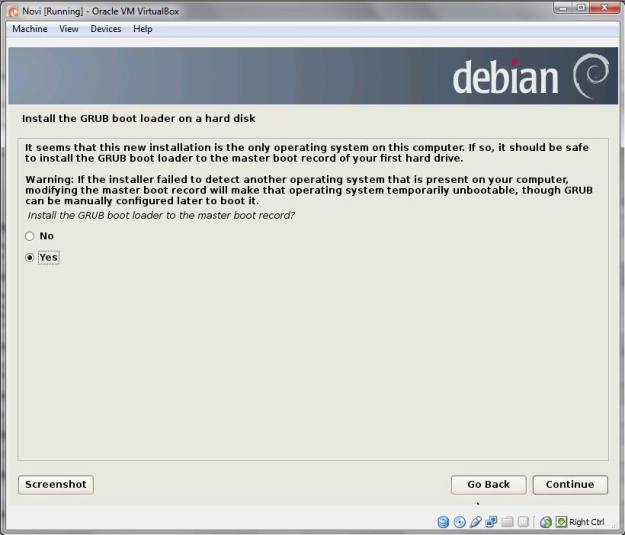 Novi [Running] - Oracle VM VirtualBox
Machine View Devices Help
debian
Install the GRUB boot loader on a hard disk
It seems that this new installation is the only operating system on this computer. If so, it should be safe
to install the GRUB boot loader to the master boot record of your first hard drive.
Warning: If the installer failed to detect another operating system that is present on your computer,
modifying the master boot record will make that operating system temporarily unbootable, though GRUB
can be manually configured later to boot it.
Install the GRUB boot loader to the master boot record?
No
Yes
Screenshot Go Back Continue
Right Ctrl